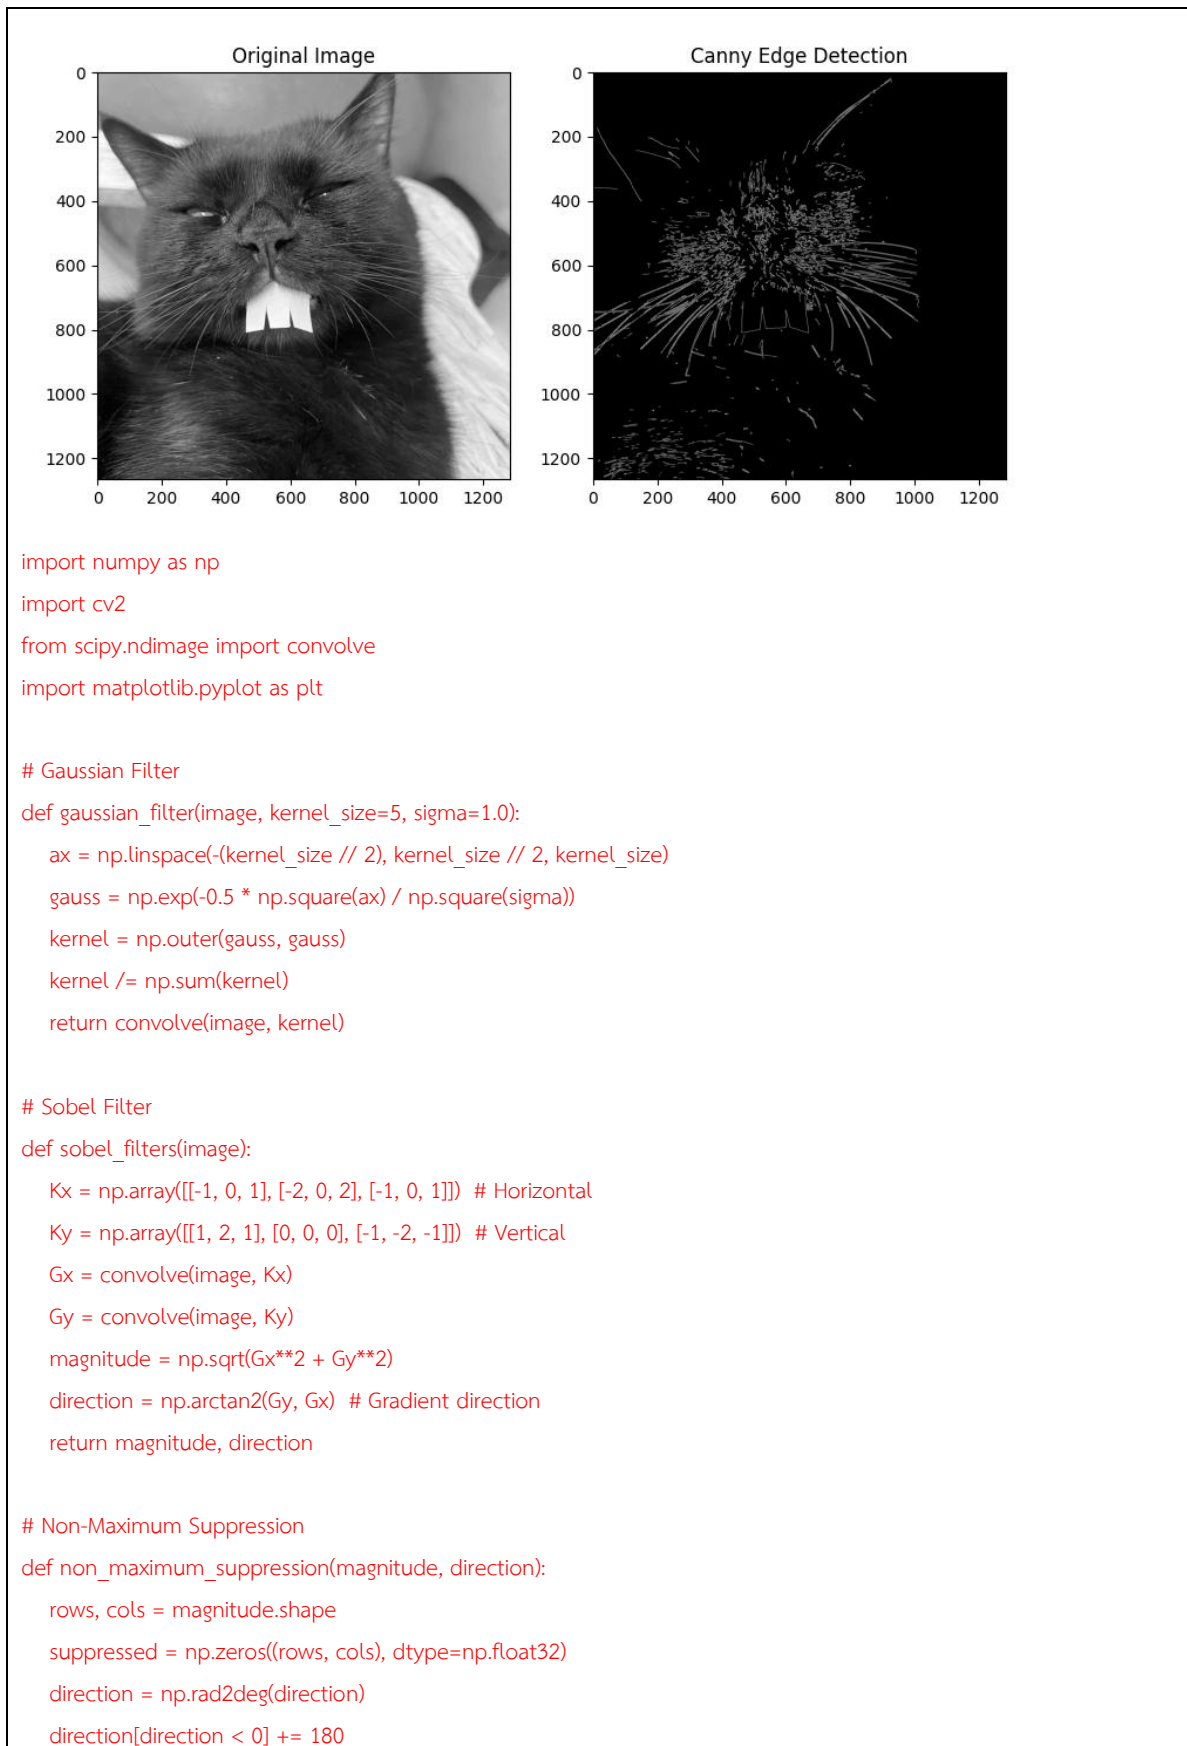 Original Image Canny Edge Detection
0 0
200 200
400 400
600 600
800 800
1000 1000
1200 1200
0 200 400 600 800 1000 1200 0 200 400 600 800 1000 1200
import numpy as np
import cv2
from scipy.ndimage import convolve
import matplotlib.pyplot as plt
# Gaussian Filter
def gaussian_filter(image, kernel_size=5, sigma=1.0):
ax = np.linspace(-(kernel_size // 2), kernel_size // 2, kernel_size)
gauss = np.exp(-0.5 * np.square(ax) / np.square(sigma))
kernel = np.outer(gauss, gauss)
kernel /= np.sum(kernel)
return convolve(image, kernel)
# Sobel Filter
def sobel_filters(image):
Kx = np.array([[-1, 0, 1], [-2, 0, 2], [-1, 0, 1]]) # Horizontal
Ky = np.array([[1, 2, 1], [0, 0, 0], [-1, -2, -1]]) # Vertical
Gx = convolve(image, Kx)
Gy = convolve(image, Ky)
magnitude = np.sqrt(Gx**2 + Gy**2)
direction = np.arctan2(Gy, Gx) # Gradient direction
return magnitude, direction
# Non-Maximum Suppression
def non_maximum_suppression(magnitude, direction):
rows, cols = magnitude.shape
suppressed = np.zeros((rows, cols), dtype=np.float32)
direction = np.rad2deg(direction)
direction[direction < 0] += 180